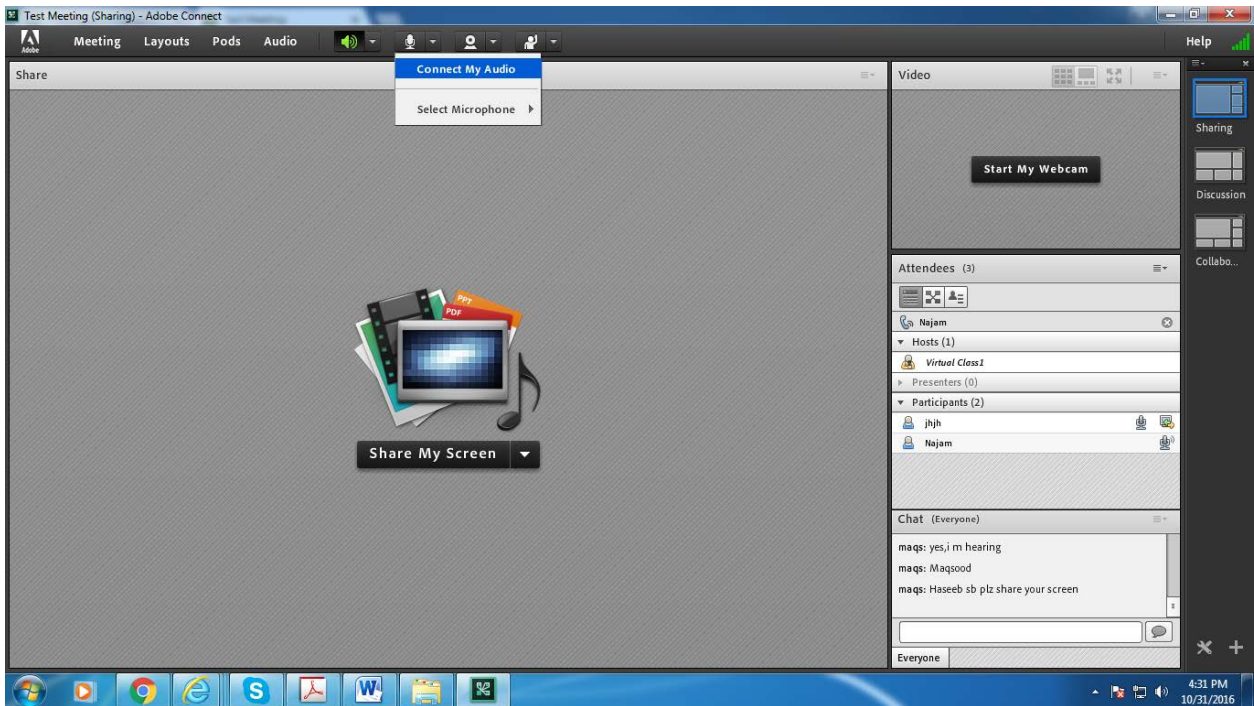 Test Meeting (Sharing) - Adobe Connect
Adobe
Meeting Layouts Pods Audio
Help
Connect My Audio
Select Microphone
Share
PPT
PDF
Share My Screen
Video
Start My Webcam
Attendees (3)
Najam
Hosts (1)
Virtual Class1
Presenters (0)
Participants (2)
jhjh
Najam
Chat (Everyone)
maqs: yes,i m hearing
maqs: Maqsood
maqs: Haseeb sb plz share your screen
Everyone
Sharing
Discussion
Collabo...
4:31 PM
10/31/2016